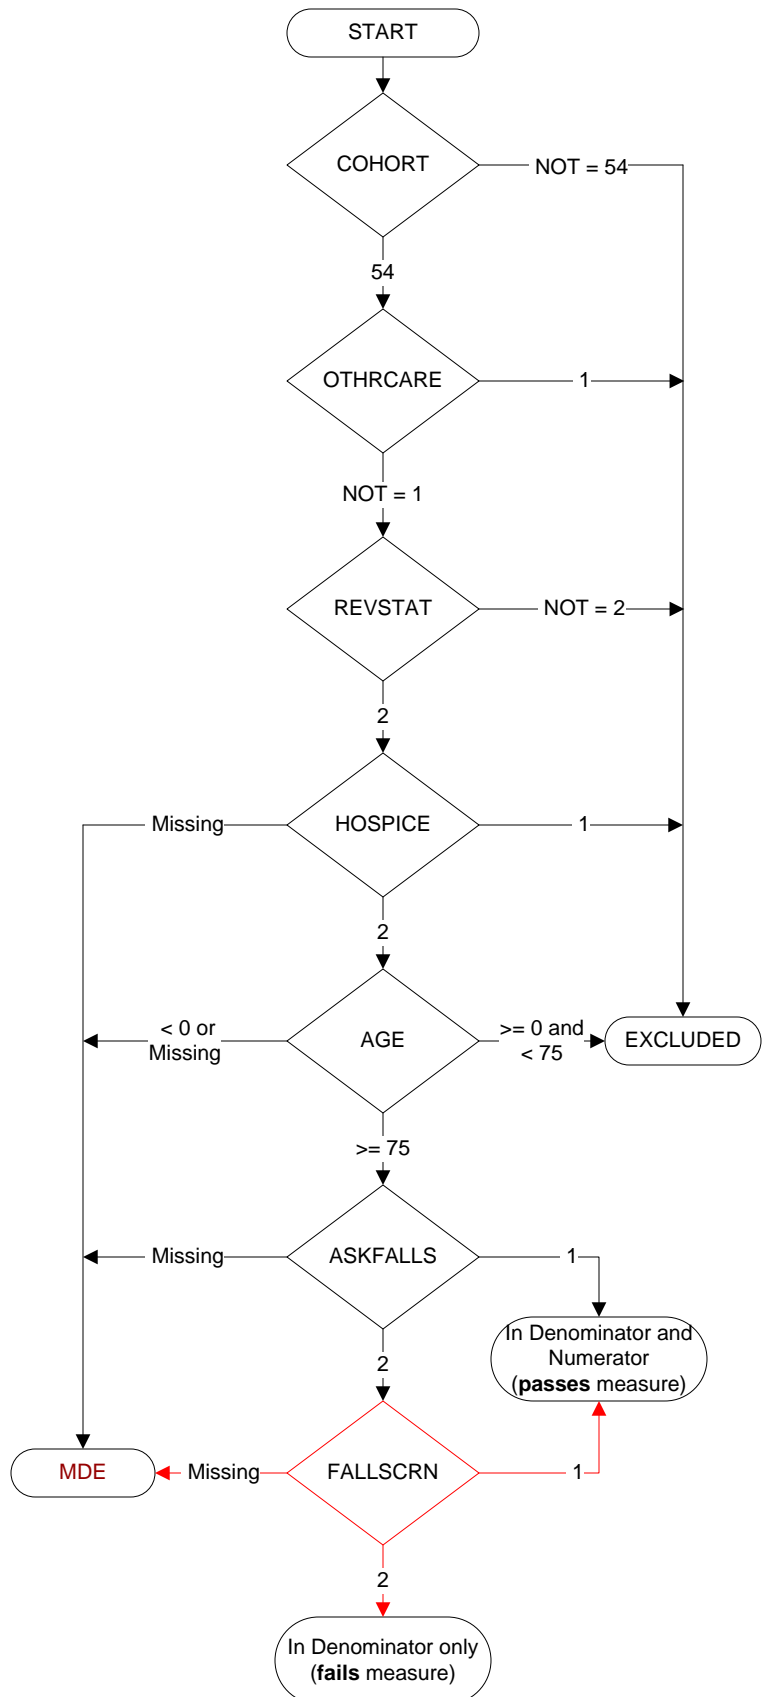 START
COHORT
NOT = 54
54
OTHRCARE
1
NOT = 1
REVSTAT
NOT = 2
2
Missing
HOSPICE
1
2
< 0 or
Missing
AGE
>= 0 and
< 75
EXCLUDED
>= 75
Missing
ASKFALLS
1
In Denominator and
Numerator
(passes measure)
2
MDE
Missing
FALLSCRN
1
2
In Denominator only
(fails measure)